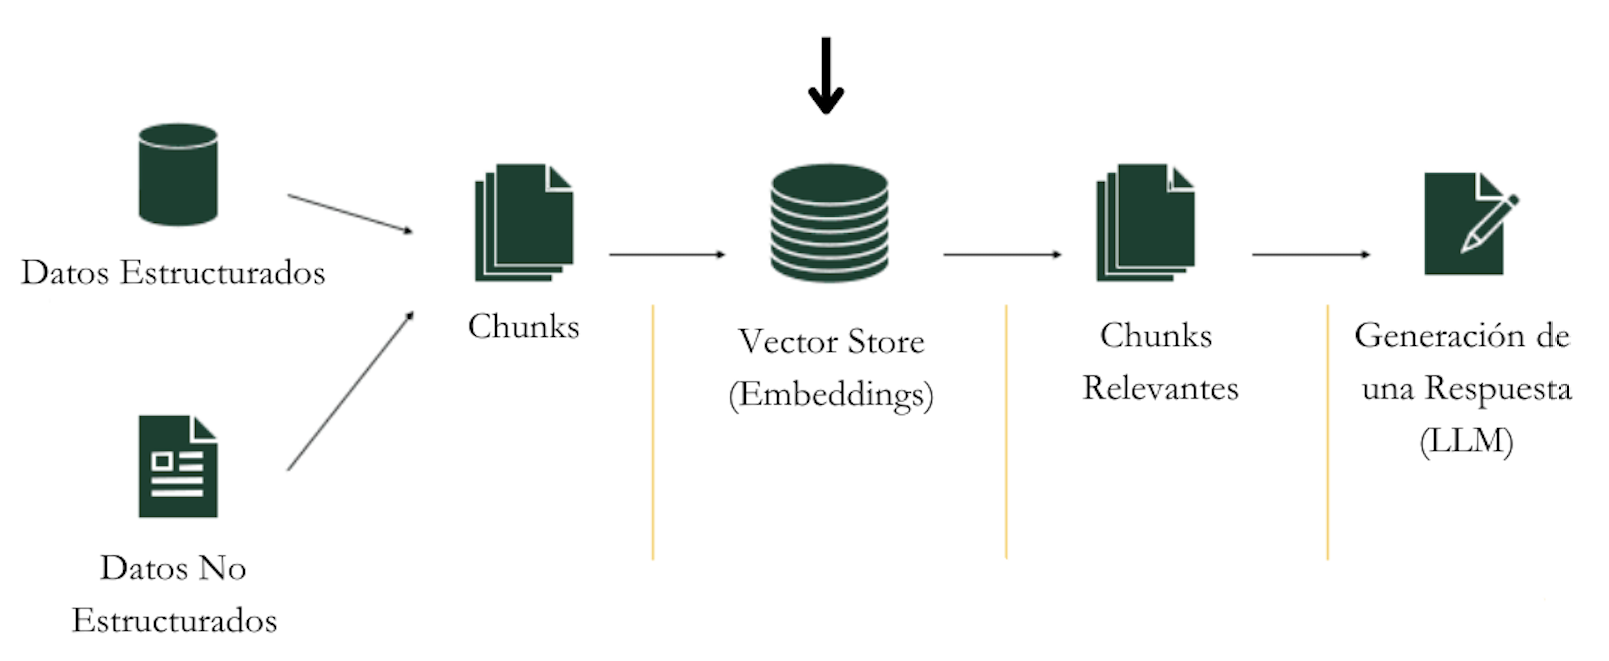 Datos Estructurados
Datos No
Estructurados
Chunks
Vector Store
(Embeddings)
Chunks
Relevantes
Generación de
una Respuesta
(LLM)